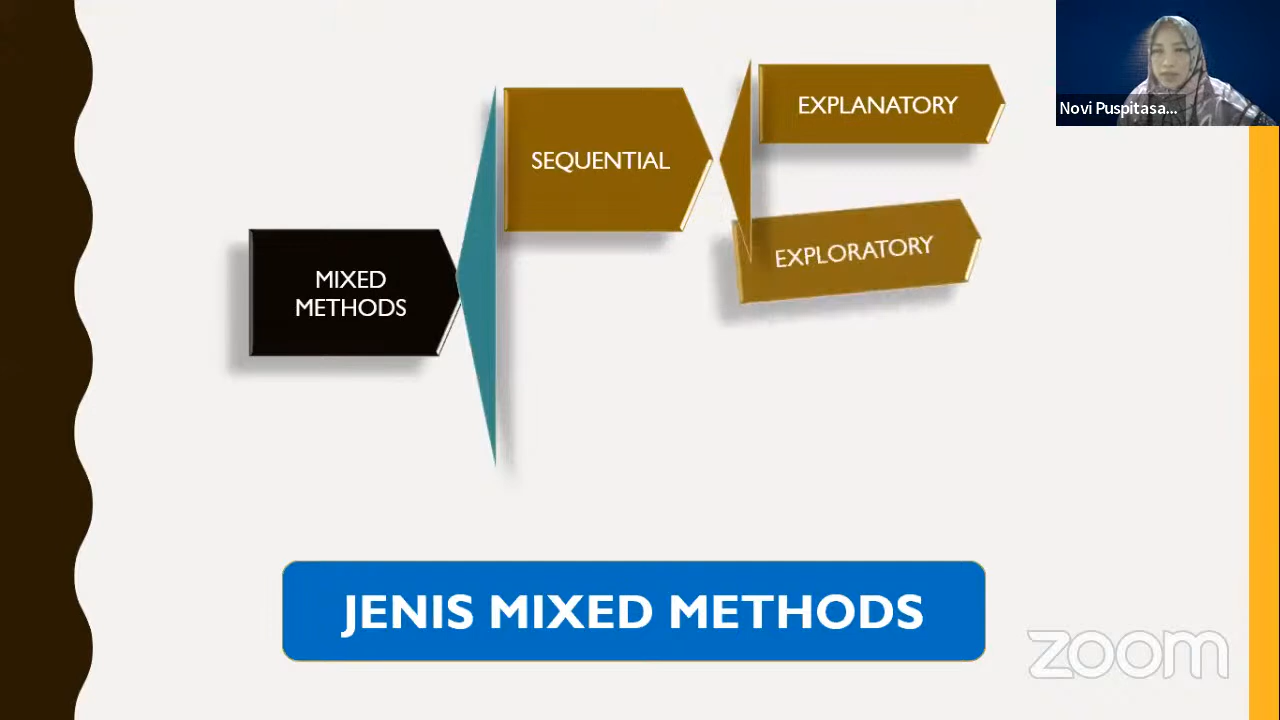 EXPLANATORY
SEQUENTIAL
EXPLORATORY
MIXED
METHODS
JENIS MIXED METHODS
Novi Puspitasa...
zoom